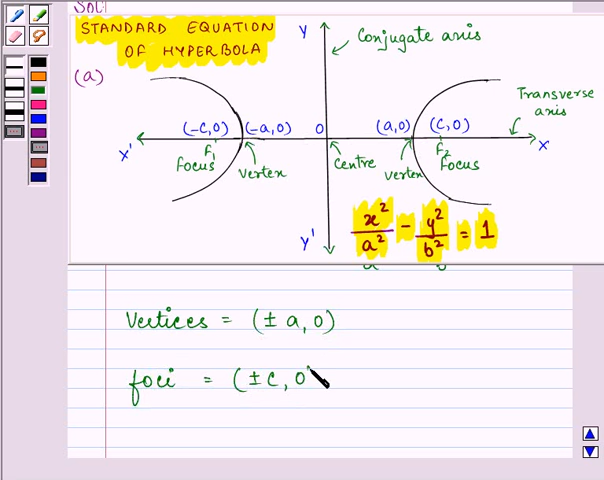 Sol:
STANDARD EQUATION
OF HYPERBOLA
(a)
Y
Conjugate axis
Transverse
axis
(-c,0) (-a,0) O (a,0) (c,0)
X' F₁ F₂ X
focus vertex Centre vertex Focus
x²/a² - y²/b² = 1
Y'
Vertices = (± a, 0)
foci = (± c, 0